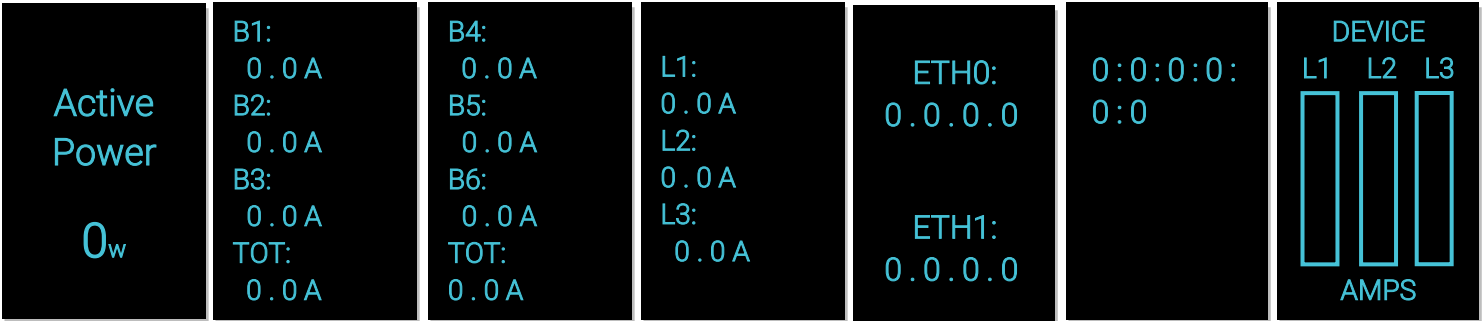 Active
Power
0w
B1:
0.0A
B2:
0.0A
B3:
0.0A
TOT:
0.0A
B4:
0.0A
B5:
0.0A
B6:
0.0A
TOT:
0.0A
L1:
0.0A
L2:
0.0A
L3:
0.0A
ETH0:
0.0.0.0
ETH1:
0.0.0.0
0:0:0:0:
0:0
DEVICE
L1 L2 L3
AMPS